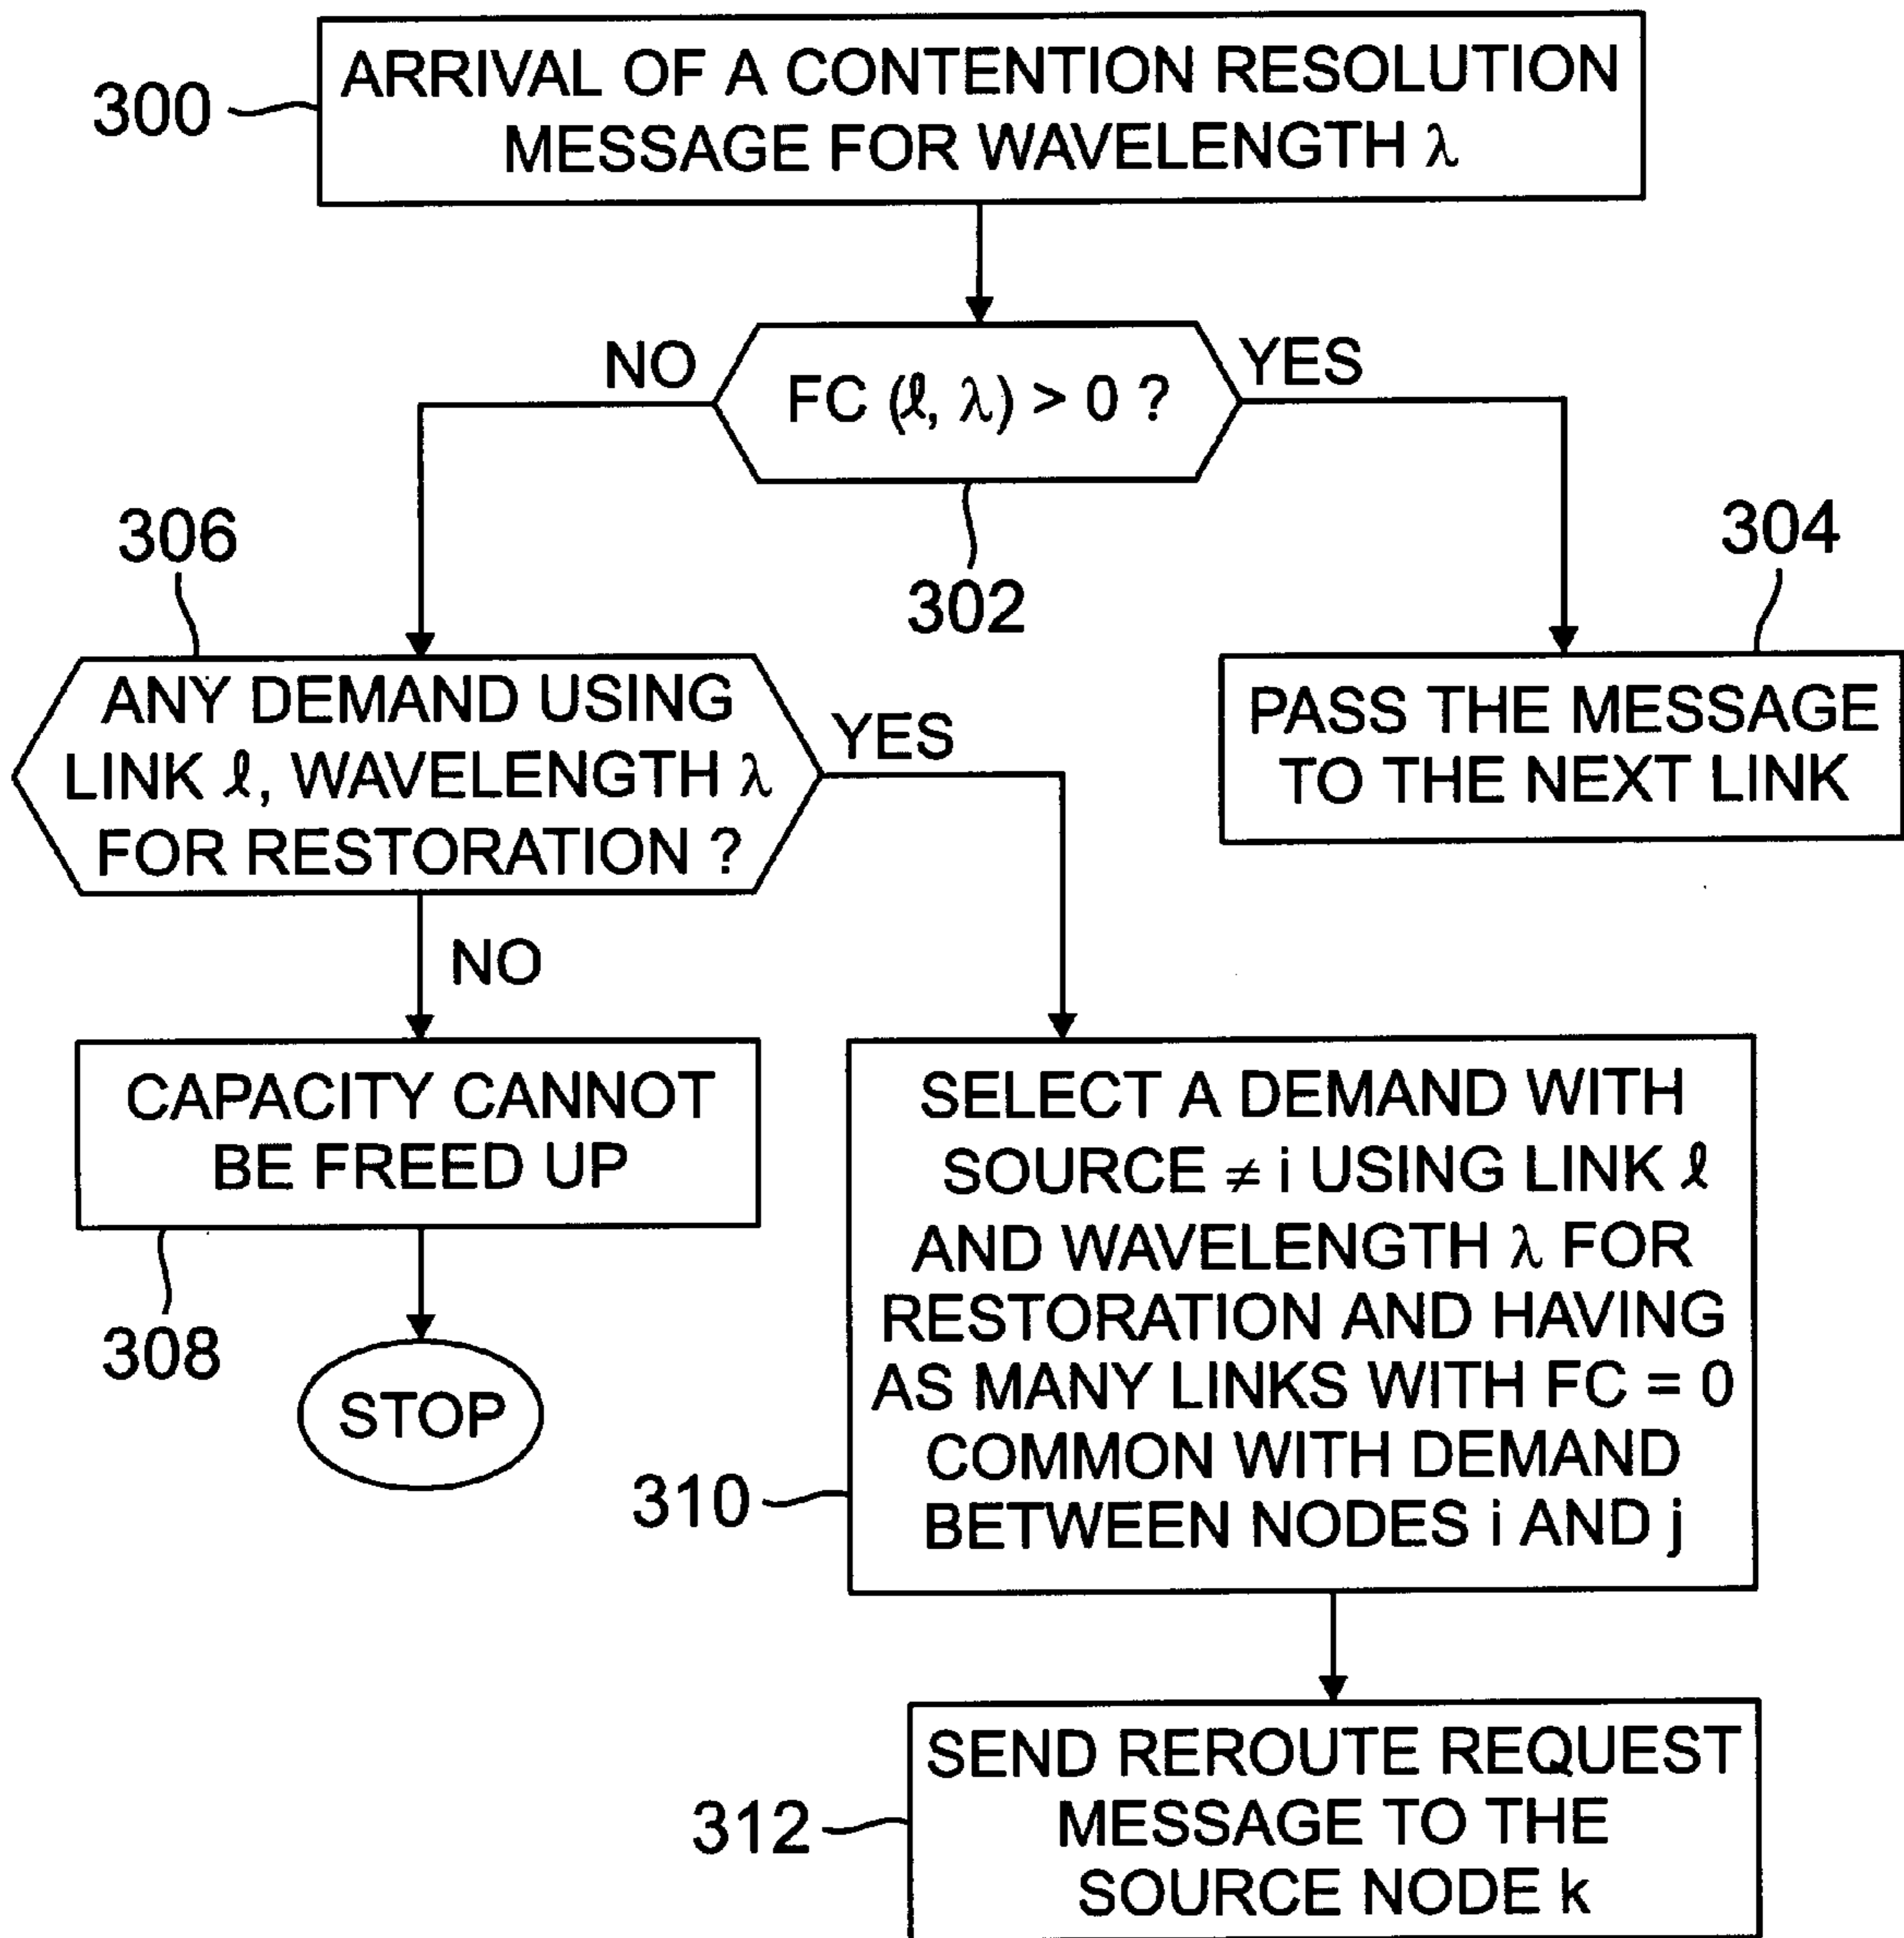 300
ARRIVAL OF A CONTENTION RESOLUTION
MESSAGE FOR WAVELENGTH λ
NO
FC (ℓ, λ) > 0 ?
YES
302
306
304
ANY DEMAND USING
LINK ℓ, WAVELENGTH λ
FOR RESTORATION ?
YES
PASS THE MESSAGE
TO THE NEXT LINK
NO
CAPACITY CANNOT
BE FREED UP
308
STOP
SELECT A DEMAND WITH
SOURCE ≠ i USING LINK ℓ
AND WAVELENGTH λ FOR
RESTORATION AND HAVING
AS MANY LINKS WITH FC = 0
COMMON WITH DEMAND
BETWEEN NODES i AND j
310
SEND REROUTE REQUEST
MESSAGE TO THE
SOURCE NODE k
312